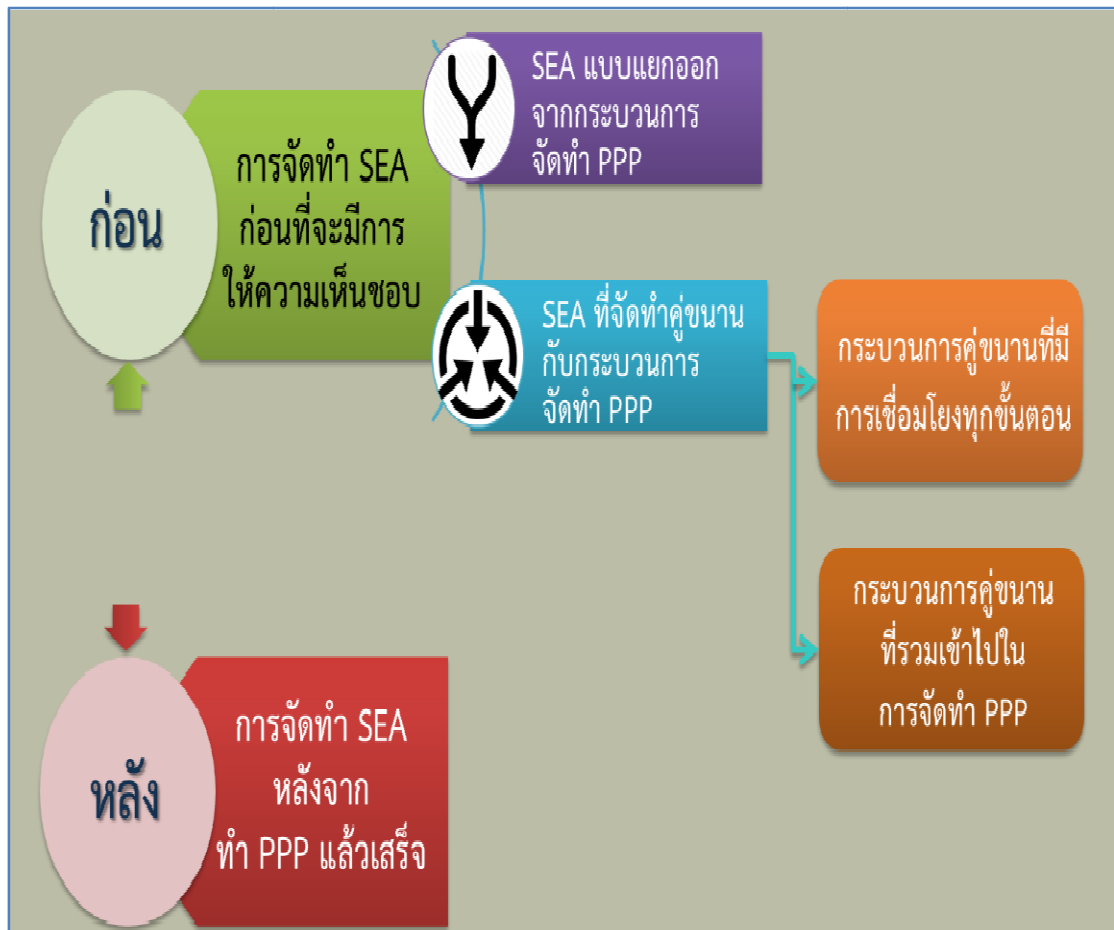 ก่อน
การจัดทำ SEA
ก่อนที่จะมีการ
ให้ความเห็นชอบ
SEA แบบแยกออก
จากกระบวนการ
จัดทำ PPP
SEA ที่จัดทำคู่ขนาน
กับกระบวนการ
จัดทำ PPP
กระบวนการคู่ขนานที่มี
การเชื่อมโยงทุกขั้นตอน
กระบวนการคู่ขนาน
ที่รวมเข้าไปใน
การจัดทำ PPP
หลัง
การจัดทำ SEA
หลังจาก
ทำ PPP แล้วเสร็จ